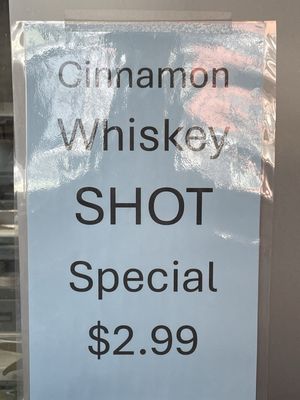 Cinnamon
Whiskey
SHOT
Special
$2.99